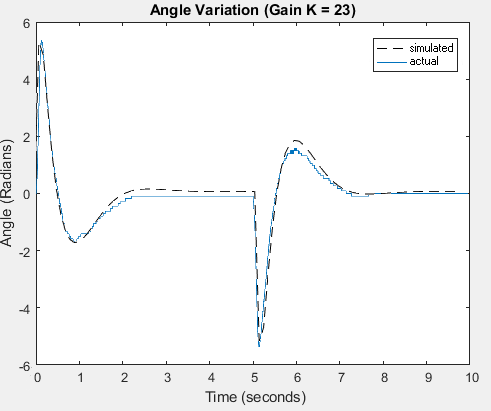 Angle Variation (Gain K = 23)
simulated
actual
Angle (Radians)
6
4
2
0
-2
-4
-6
0 1 2 3 4 5 6 7 8 9 10
Time (seconds)